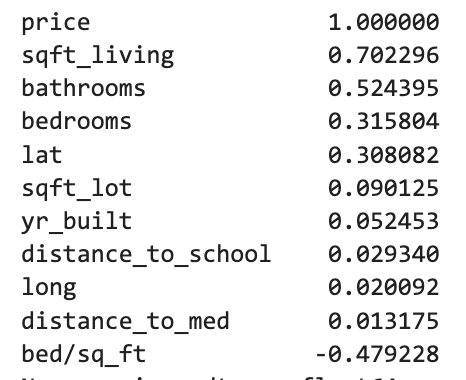 price 1.000000
sqft_living 0.702296
bathrooms 0.524395
bedrooms 0.315804
lat 0.308082
sqft_lot 0.090125
yr_built 0.052453
distance_to_school 0.029340
long 0.020092
distance_to_med 0.013175
bed/sq_ft -0.479228